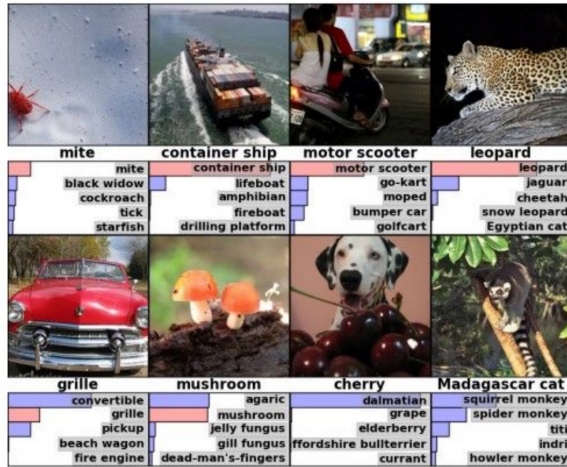 mite
container ship
motor scooter
leopard
mite
black widow
cockroach
tick
starfish
container ship
lifeboat
amphibian
fireboat
drilling platform
motor scooter
go-kart
moped
bumper car
golfcart
leopard
jaguar
cheetah
snow leopard
Egyptian cat
grille
mushroom
cherry
Madagascar cat
convertible
grille
pickup
beach wagon
fire engine
agaric
mushroom
jelly fungus
gill fungus
dead-man's-fingers
dalmatian
grape
elderberry
ffordshire bullterrier
currant
squirrel monkey
spider monkey
titi
indri
howler monkey